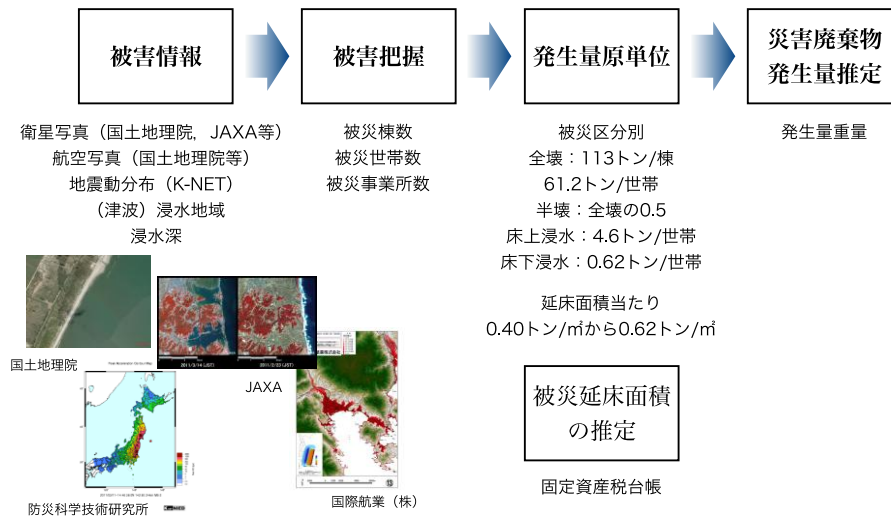 被害情報
被害把握
発生量原単位
災害廃棄物
発生量推定
衛星写真（国土地理院，JAXA等）
航空写真（国土地理院等）
地震動分布（K-NET）
（津波）浸水地域
浸水深
被災棟数
被災世帯数
被災事業所数
被災区分別
全壊：113トン/棟
61.2トン/世帯
半壊：全壊の0.5
床上浸水：4.6トン/世帯
床下浸水：0.62トン/世帯
延床面積当たり
0.40トン/㎡から0.62トン/㎡
発生量重量
国土地理院
2011/3/14 (JST)
2011/2/23 (JST)
JAXA
防災科学技術研究所
国際航業（株）
被災延床面積
の推定
固定資産税台帳